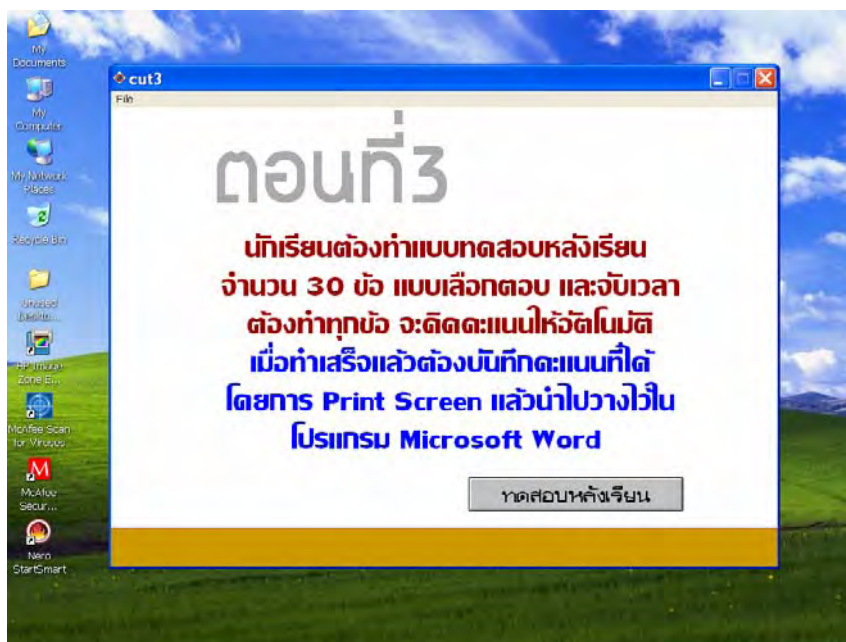 My
Documents
My
Computer
My Network
Places
Recycle Bin
Unused
Deskto...
HP Image
Zone E...
McAfee Scan
for Viruses...
McAfee
Secur...
Nero
StartSmart
cut3
File
ตอนที่3
นักเรียนต้องทำแบบทดสอบหลังเรียน
จำนวน 30 ข้อ แบบเลือกตอบ และจับเวลา
ต้องทำทุกข้อ จะคิดคะแนนให้อัตโนมัติ
เมื่อทำเสร็จแล้วต้องบันทึกคะแนนที่ได้
โดยการ Print Screen แล้วนำไปวางไว้ใน
โปรแกรม Microsoft Word
ทดสอบหลังเรียน